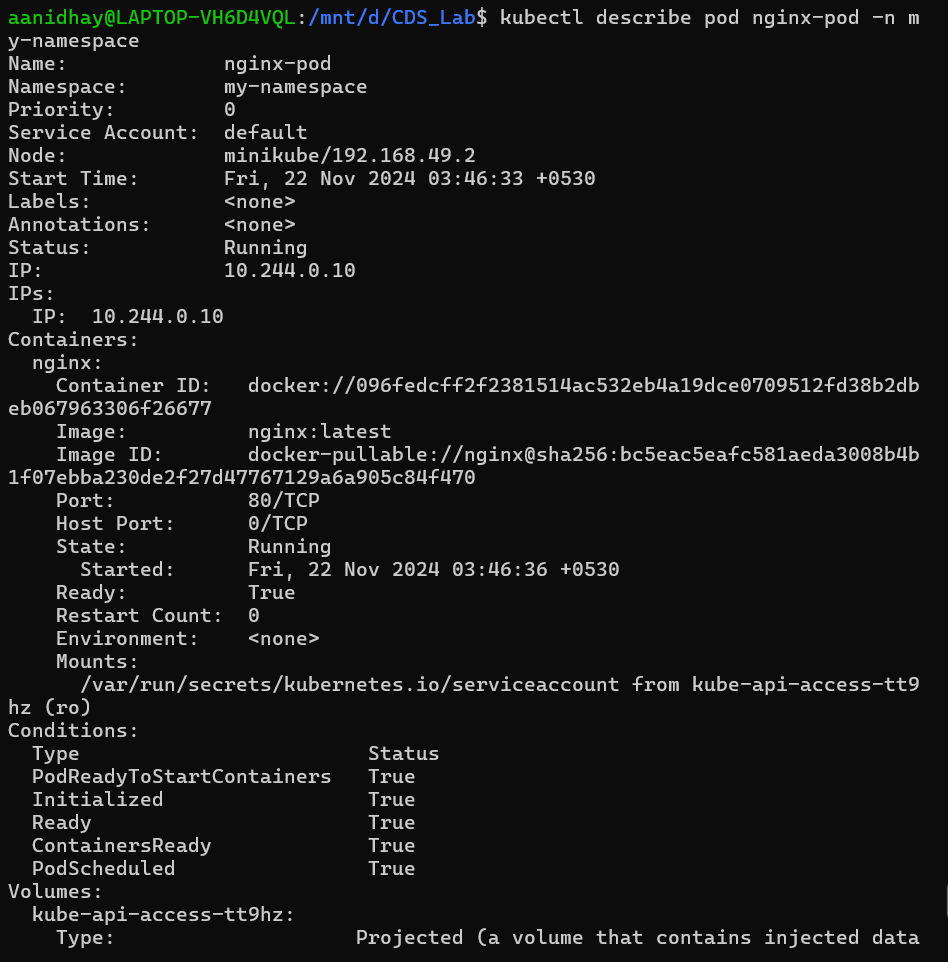 aanidhay@LAPTOP-VH6D4VQL:/mnt/d/CDS_Lab$ kubectl describe pod nginx-pod -n m
y-namespace
Name:             nginx-pod
Namespace:        my-namespace
Priority:         0
Service Account:  default
Node:             minikube/192.168.49.2
Start Time:       Fri, 22 Nov 2024 03:46:33 +0530
Labels:           <none>
Annotations:      <none>
Status:           Running
IP:               10.244.0.10
IPs:
  IP:  10.244.0.10
Containers:
  nginx:
    Container ID:   docker://096fedcff2f2381514ac532eb4a19dce0709512fd38b2db
eb067963306f26677
    Image:          nginx:latest
    Image ID:       docker-pullable://nginx@sha256:bc5eac5eafc581aeda3008b4b
1f07ebba230de2f27d47767129a6a905c84f470
    Port:           80/TCP
    Host Port:      0/TCP
    State:          Running
      Started:      Fri, 22 Nov 2024 03:46:36 +0530
    Ready:          True
    Restart Count:  0
    Environment:    <none>
    Mounts:
      /var/run/secrets/kubernetes.io/serviceaccount from kube-api-access-tt9
hz (ro)
Conditions:
  Type                        Status
  PodReadyToStartContainers   True
  Initialized                 True
  Ready                       True
  ContainersReady             True
  PodScheduled                True
Volumes:
  kube-api-access-tt9hz:
    Type:                    Projected (a volume that contains injected data